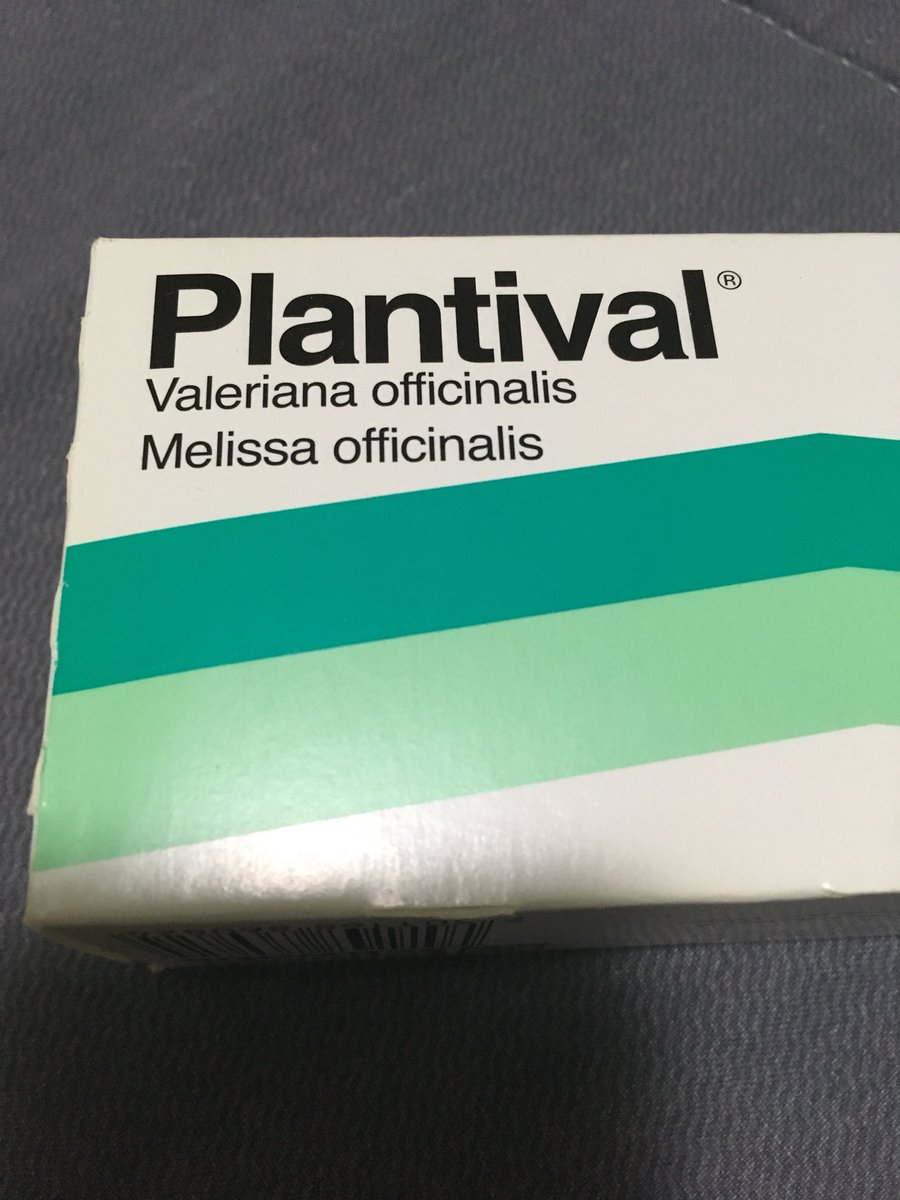 Plantival®
Valeriana officinalis
Melissa officinalis